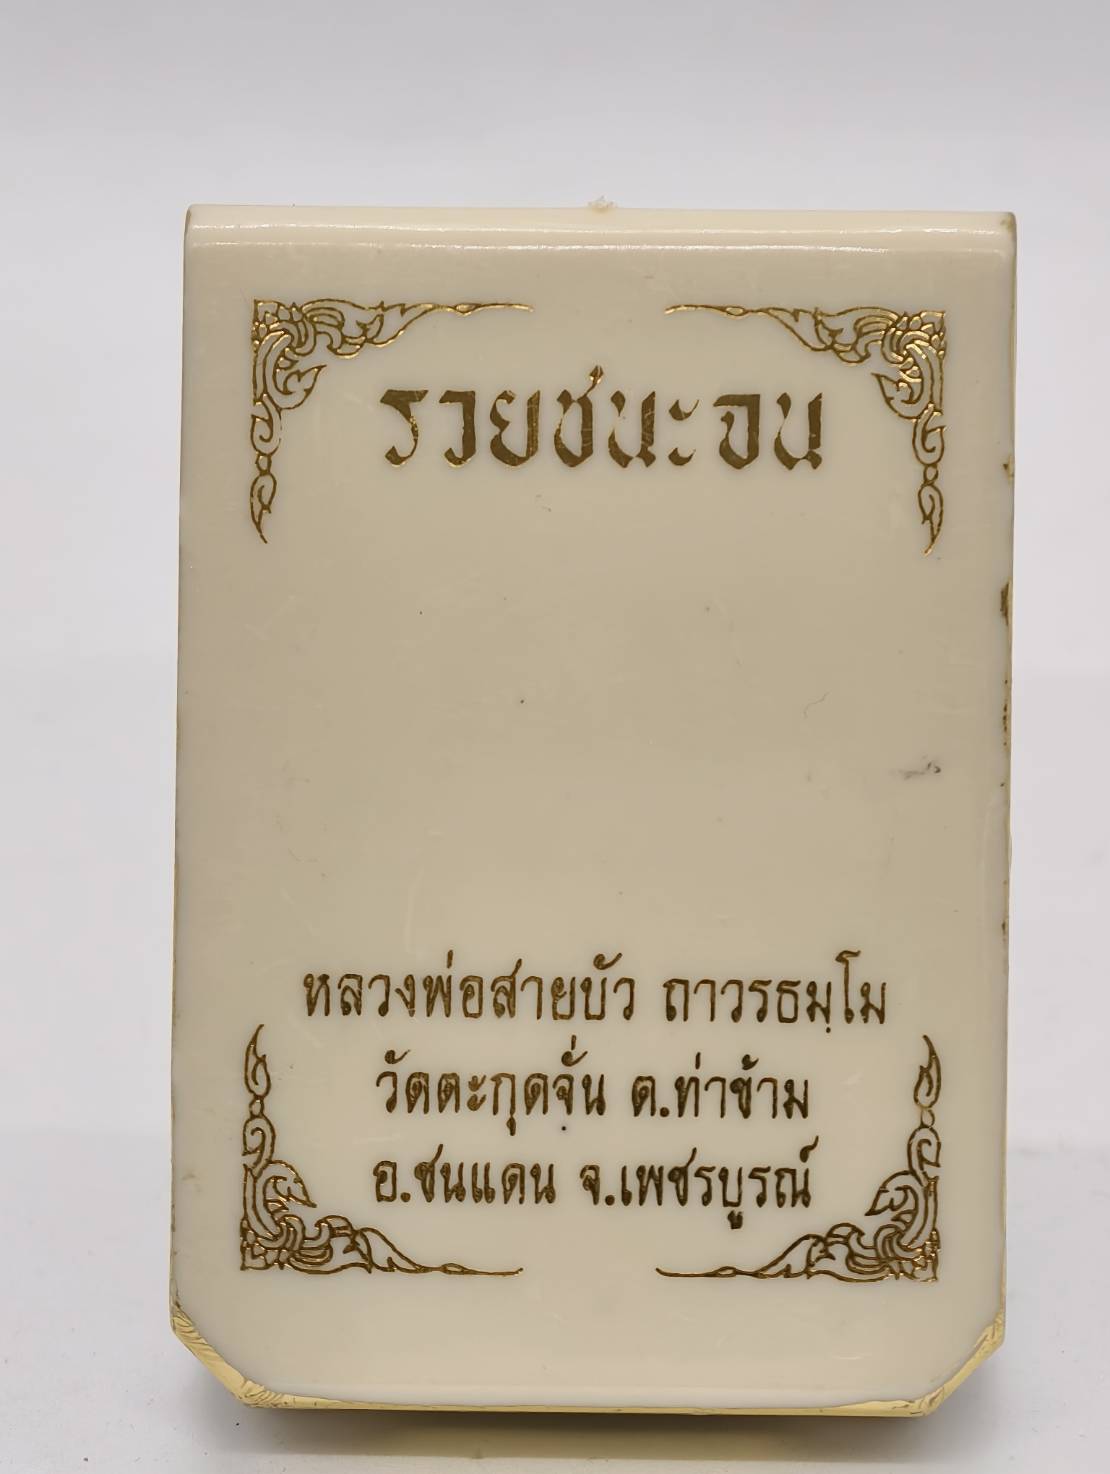 รวยชนะจน
หลวงพ่อสายบัว ถาวรธมฺโม
วัดตะกุดจั่น ต.ท่าข้าม
อ.ชนแดน จ.เพชรบูรณ์